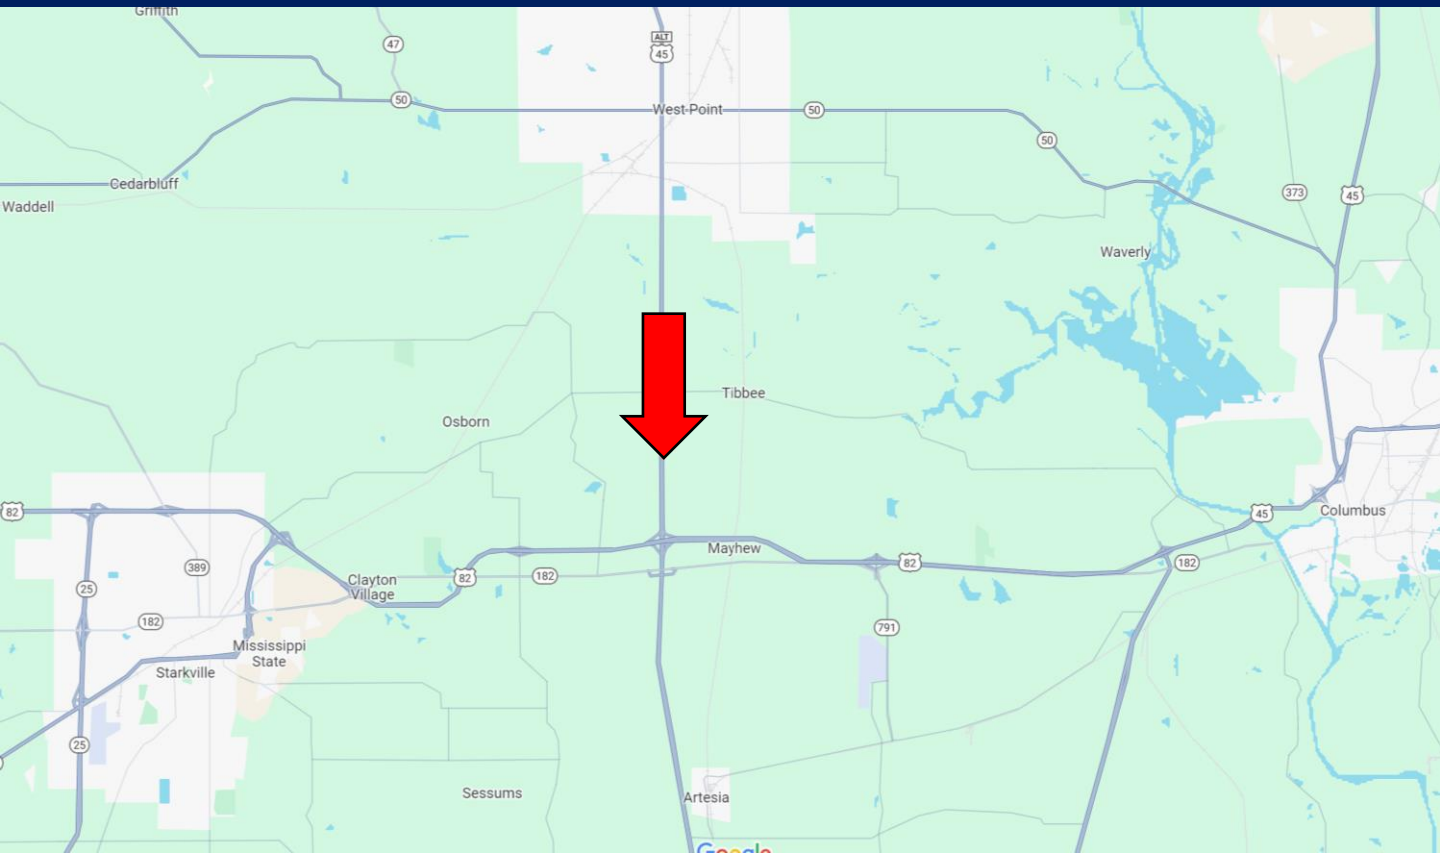 Griffith
47
ALT
45
50
West Point
50
50
Cedarbluff
Waddell
373
45
Waverly
Tibbee
Osborn
82
45
Columbus
389
Mayhew
82
182
25
Clayton
Village
82
182
182
791
Mississippi
State
Starkville
25
Sessums
Artesia
Google